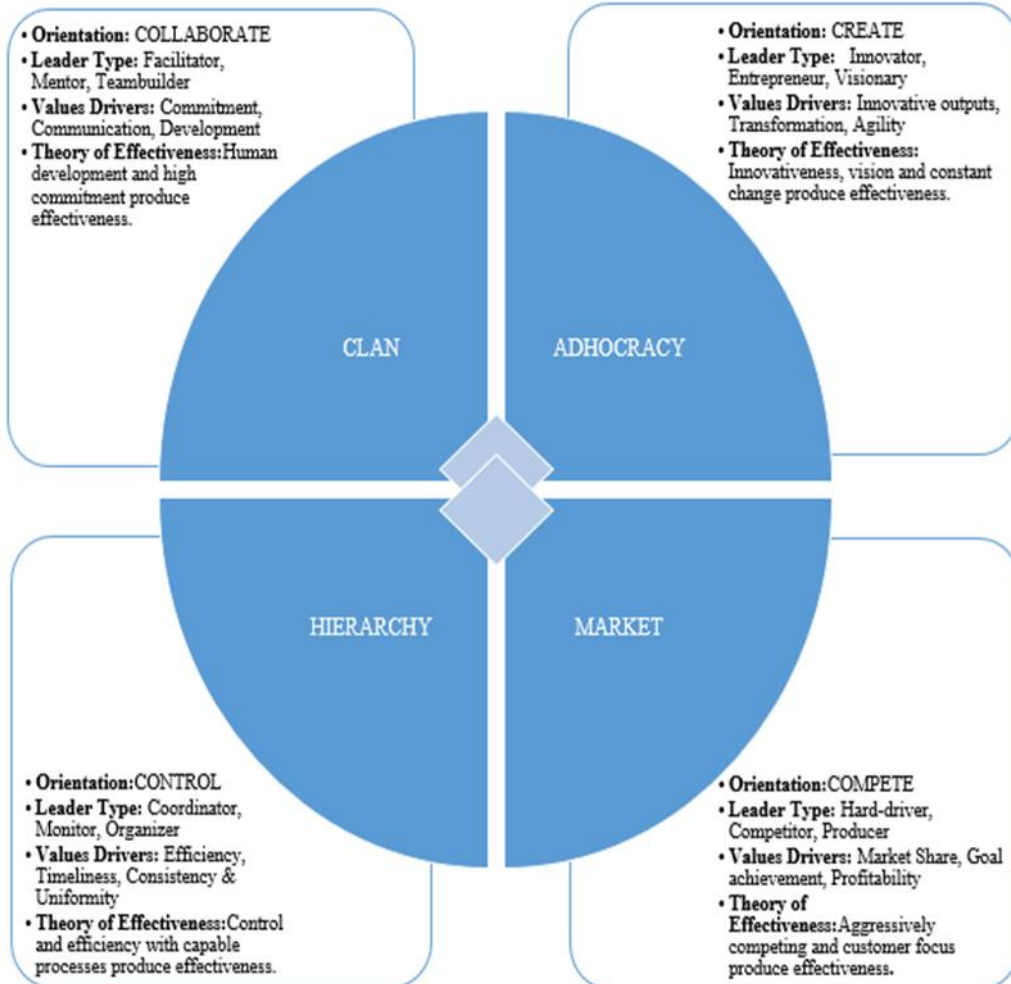 • Orientation: COLLABORATE
• Leader Type: Facilitator,
Mentor, Teambuilder
• Values Drivers: Commitment,
Communication, Development
• Theory of Effectiveness:Human
development and high
commitment produce
effectiveness.
• Orientation: CREATE
• Leader Type: Innovator,
Entrepreneur, Visionary
• Values Drivers: Innovative outputs,
Transformation, Agility
• Theory of Effectiveness:
Innovativeness, vision and constant
change produce effectiveness.
CLAN
ADHOCRACY
HIERARCHY
MARKET
• Orientation:CONTROL
• Leader Type: Coordinator,
Monitor, Organizer
• Values Drivers: Efficiency,
Timeliness, Consistency &
Uniformity
• Theory of Effectiveness:Control
and efficiency with capable
processes produce effectiveness.
• Orientation:COMPETE
• Leader Type: Hard-driver,
Competitor, Producer
• Values Drivers: Market Share, Goal
achievement, Profitability
• Theory of
Effectiveness:Aggressively
competing and customer focus
produce effectiveness.